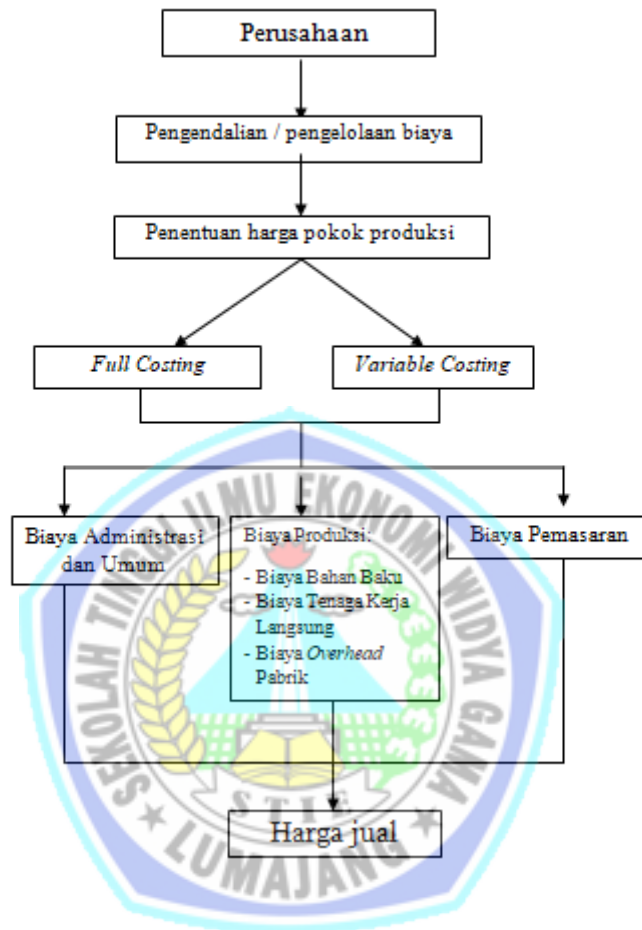 Perusahaan
Pengendalian / pengelolaan biaya
Penentuan harga pokok produksi
Full Costing
Variable Costing
Biaya Administrasi
dan Umum
Biaya Produksi:
- Biaya Bahan Baku
- Biaya Tenaga Kerja
Langsung
- Biaya Overhead
Pabrik
Biaya Pemasaran
Harga jual
SEKOLAH TINGGI ILMU EKONOMI WIDYA GAMA
STIE
LUMAJANG